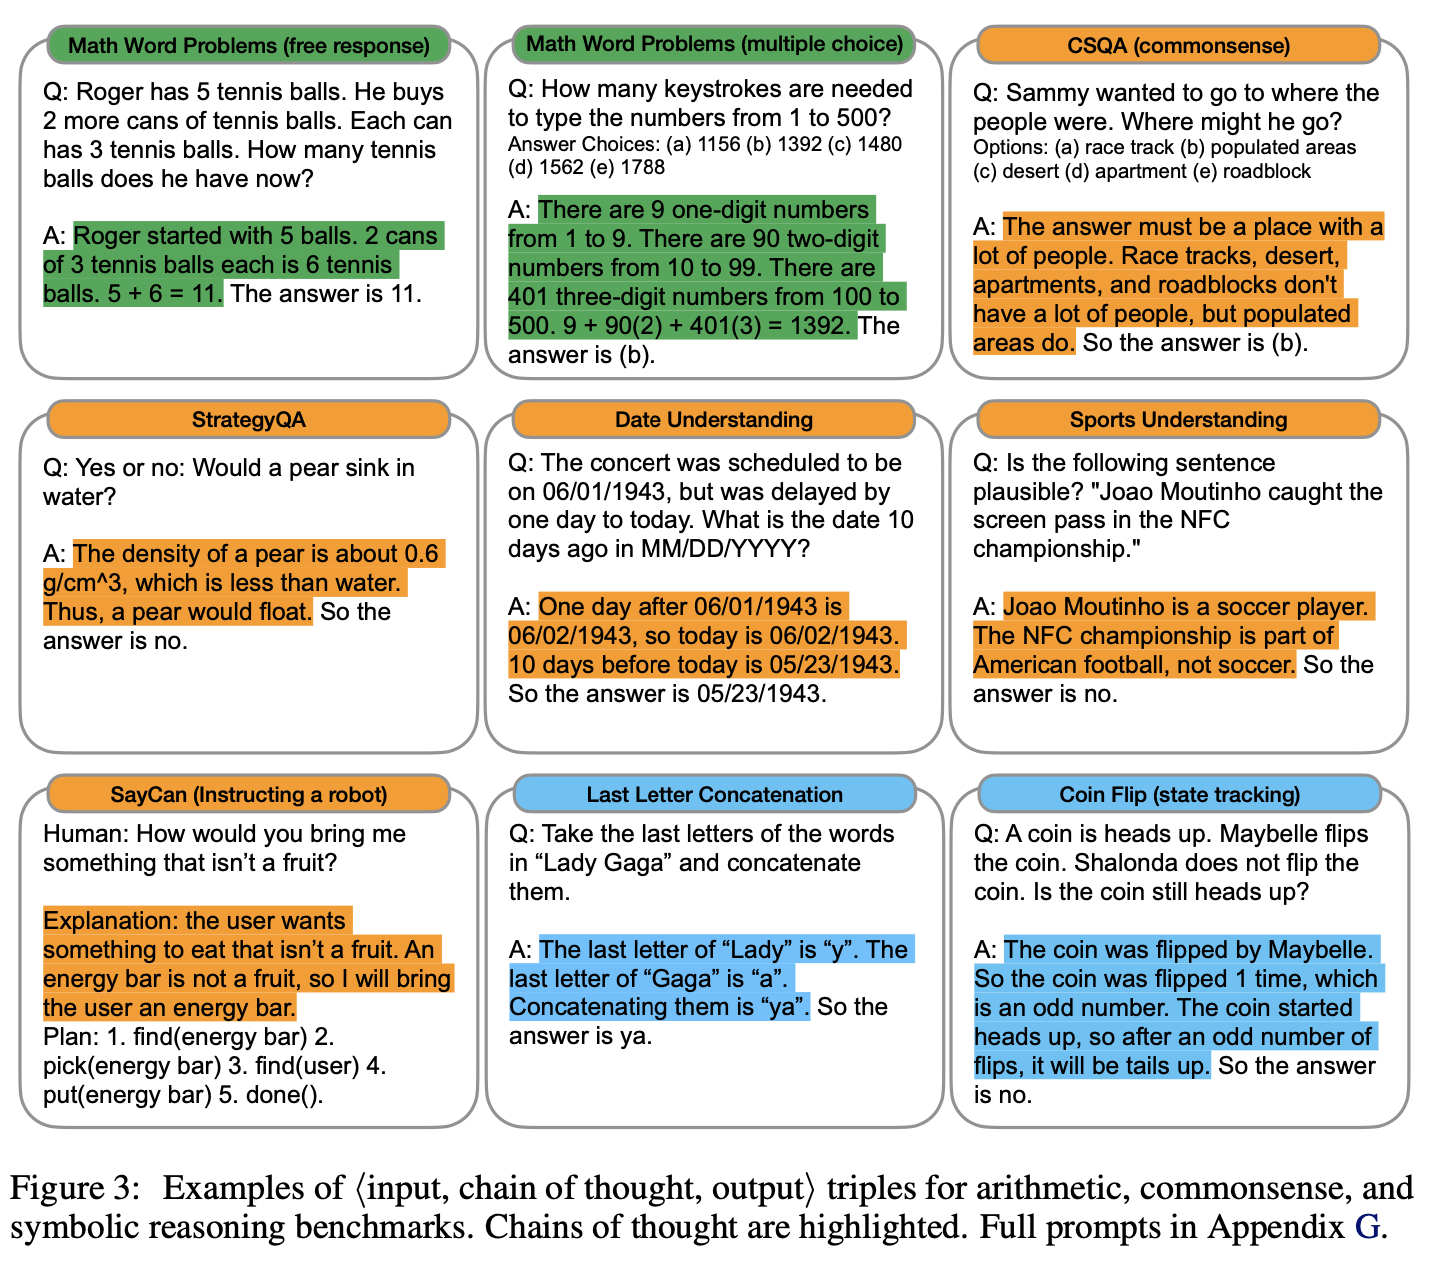 Math Word Problems (free response)
Q: Roger has 5 tennis balls. He buys
2 more cans of tennis balls. Each can
has 3 tennis balls. How many tennis
balls does he have now?
A: Roger started with 5 balls. 2 cans
of 3 tennis balls each is 6 tennis
balls. 5 + 6 = 11. The answer is 11.
Math Word Problems (multiple choice)
Q: How many keystrokes are needed
to type the numbers from 1 to 500?
Answer Choices: (a) 1156 (b) 1392 (c) 1480
(d) 1562 (e) 1788
A: There are 9 one-digit numbers
from 1 to 9. There are 90 two-digit
numbers from 10 to 99. There are
401 three-digit numbers from 100 to
500. 9 + 90(2) + 401(3) = 1392. The
answer is (b).
CSQA (commonsense)
Q: Sammy wanted to go to where the
people were. Where might he go?
Options: (a) race track (b) populated areas
(c) desert (d) apartment (e) roadblock
A: The answer must be a place with a
lot of people. Race tracks, desert,
apartments, and roadblocks don't
have a lot of people, but populated
areas do. So the answer is (b).
StrategyQA
Q: Yes or no: Would a pear sink in
water?
A: The density of a pear is about 0.6
g/cm^3, which is less than water.
Thus, a pear would float. So the
answer is no.
Date Understanding
Q: The concert was scheduled to be
on 06/01/1943, but was delayed by
one day to today. What is the date 10
days ago in MM/DD/YYYY?
A: One day after 06/01/1943 is
06/02/1943, so today is 06/02/1943.
10 days before today is 05/23/1943.
So the answer is 05/23/1943.
Sports Understanding
Q: Is the following sentence
plausible? "Joao Moutinho caught the
screen pass in the NFC
championship."
A: Joao Moutinho is a soccer player.
The NFC championship is part of
American football, not soccer. So the
answer is no.
SayCan (Instructing a robot)
Human: How would you bring me
something that isn’t a fruit?
Explanation: the user wants
something to eat that isn’t a fruit. An
energy bar is not a fruit, so I will bring
the user an energy bar.
Plan: 1. find(energy bar) 2.
pick(energy bar) 3. find(user) 4.
put(energy bar) 5. done().
Last Letter Concatenation
Q: Take the last letters of the words
in “Lady Gaga” and concatenate
them.
A: The last letter of “Lady” is “y”. The
last letter of “Gaga” is “a”.
Concatenating them is “ya”. So the
answer is ya.
Coin Flip (state tracking)
Q: A coin is heads up. Maybelle flips
the coin. Shalonda does not flip the
coin. Is the coin still heads up?
A: The coin was flipped by Maybelle.
So the coin was flipped 1 time, which
is an odd number. The coin started
heads up, so after an odd number of
flips, it will be tails up. So the answer
is no.
Figure 3: Examples of ⟨input, chain of thought, output⟩ triples for arithmetic, commonsense, and
symbolic reasoning benchmarks. Chains of thought are highlighted. Full prompts in Appendix G.